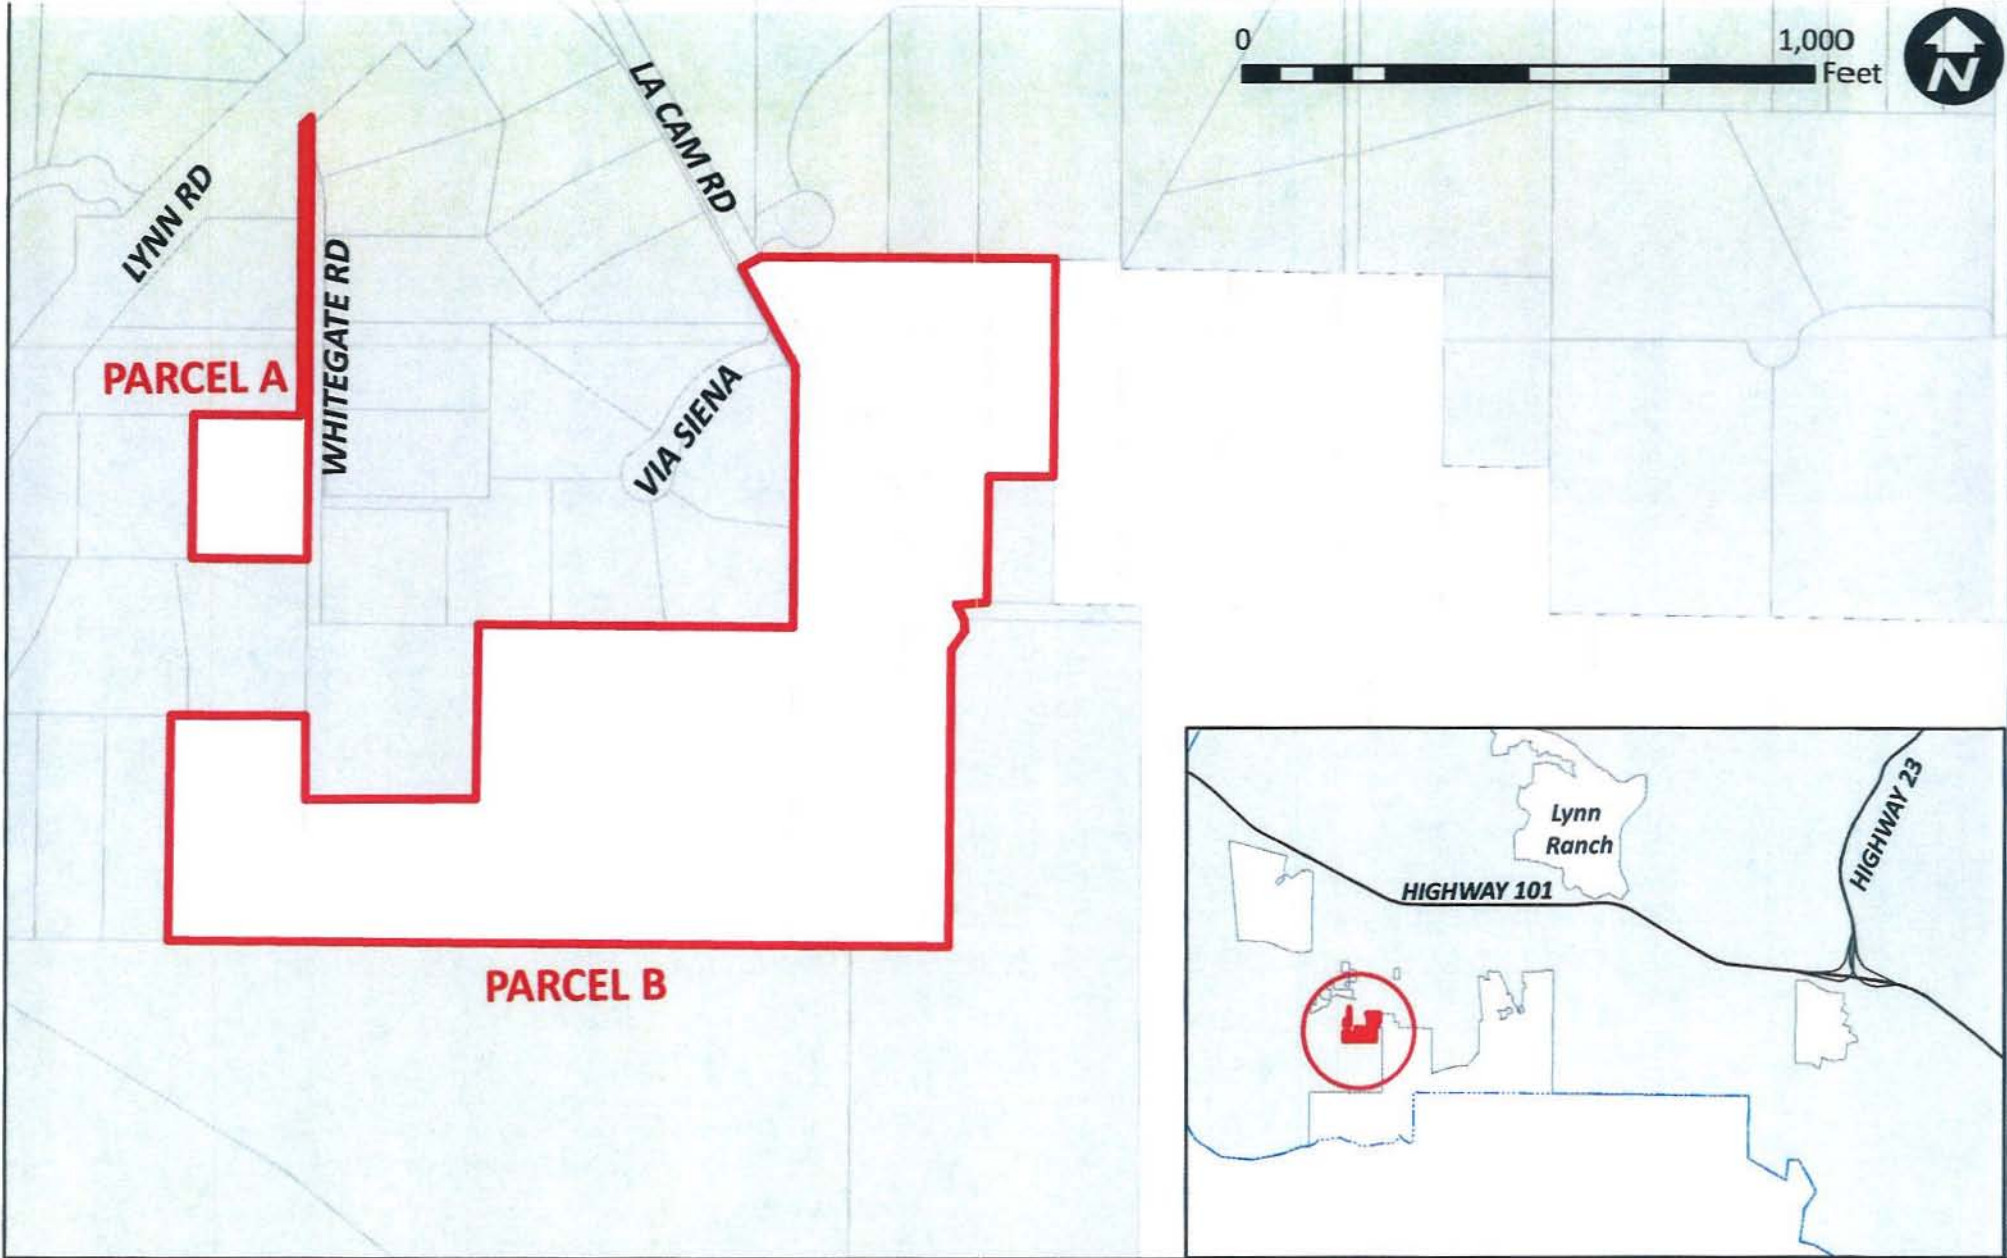 0
1,000
Feet
N
LA CAM RD
LYNN RD
WHITEGATE RD
PARCEL A
VIA SIENA
PARCEL B
Lynn
Ranch
HIGHWAY 23
HIGHWAY 101